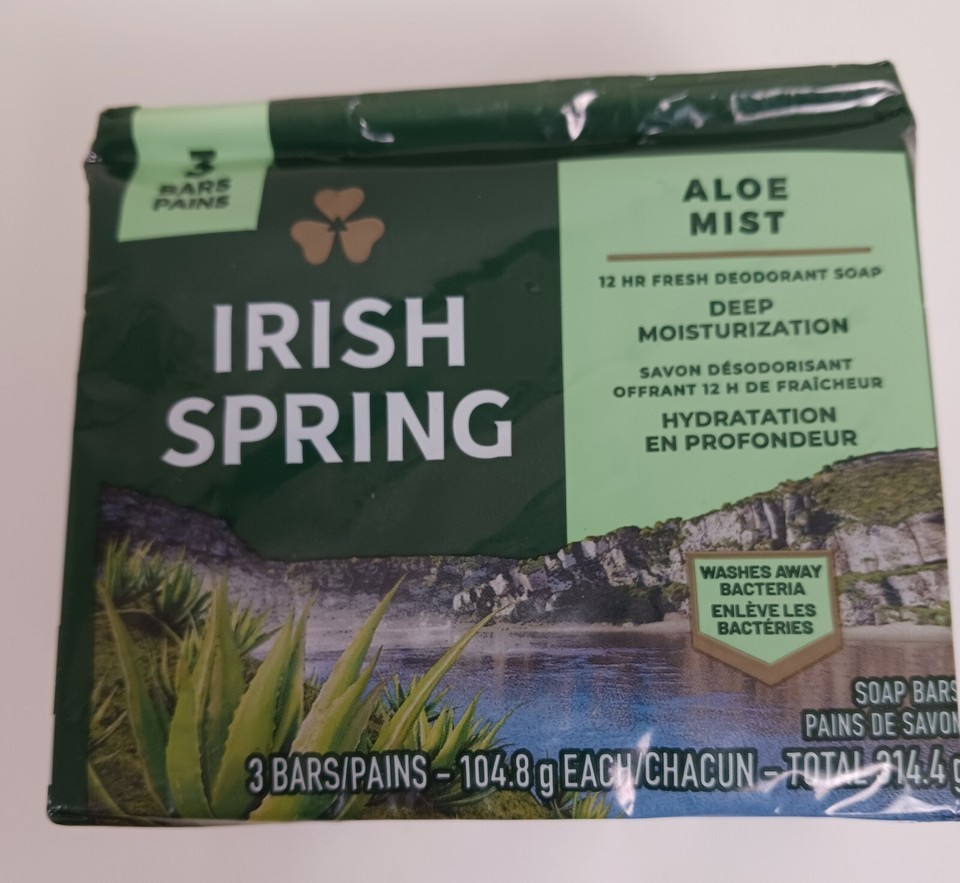 3
BARS
PAINS
IRISH
SPRING
ALOE
MIST
12 HR FRESH DEODORANT SOAP
DEEP
MOISTURIZATION
SAVON DÉSODORISANT
OFFRANT 12 H DE FRAÎCHEUR
HYDRATATION
EN PROFONDEUR
WASHES AWAY
BACTERIA
ENLÈVE LES
BACTÉRIES
SOAP BARS
PAINS DE SAVON
3 BARS/PAINS – 104.8 g EACH/CHACUN – TOTAL 314.4 g